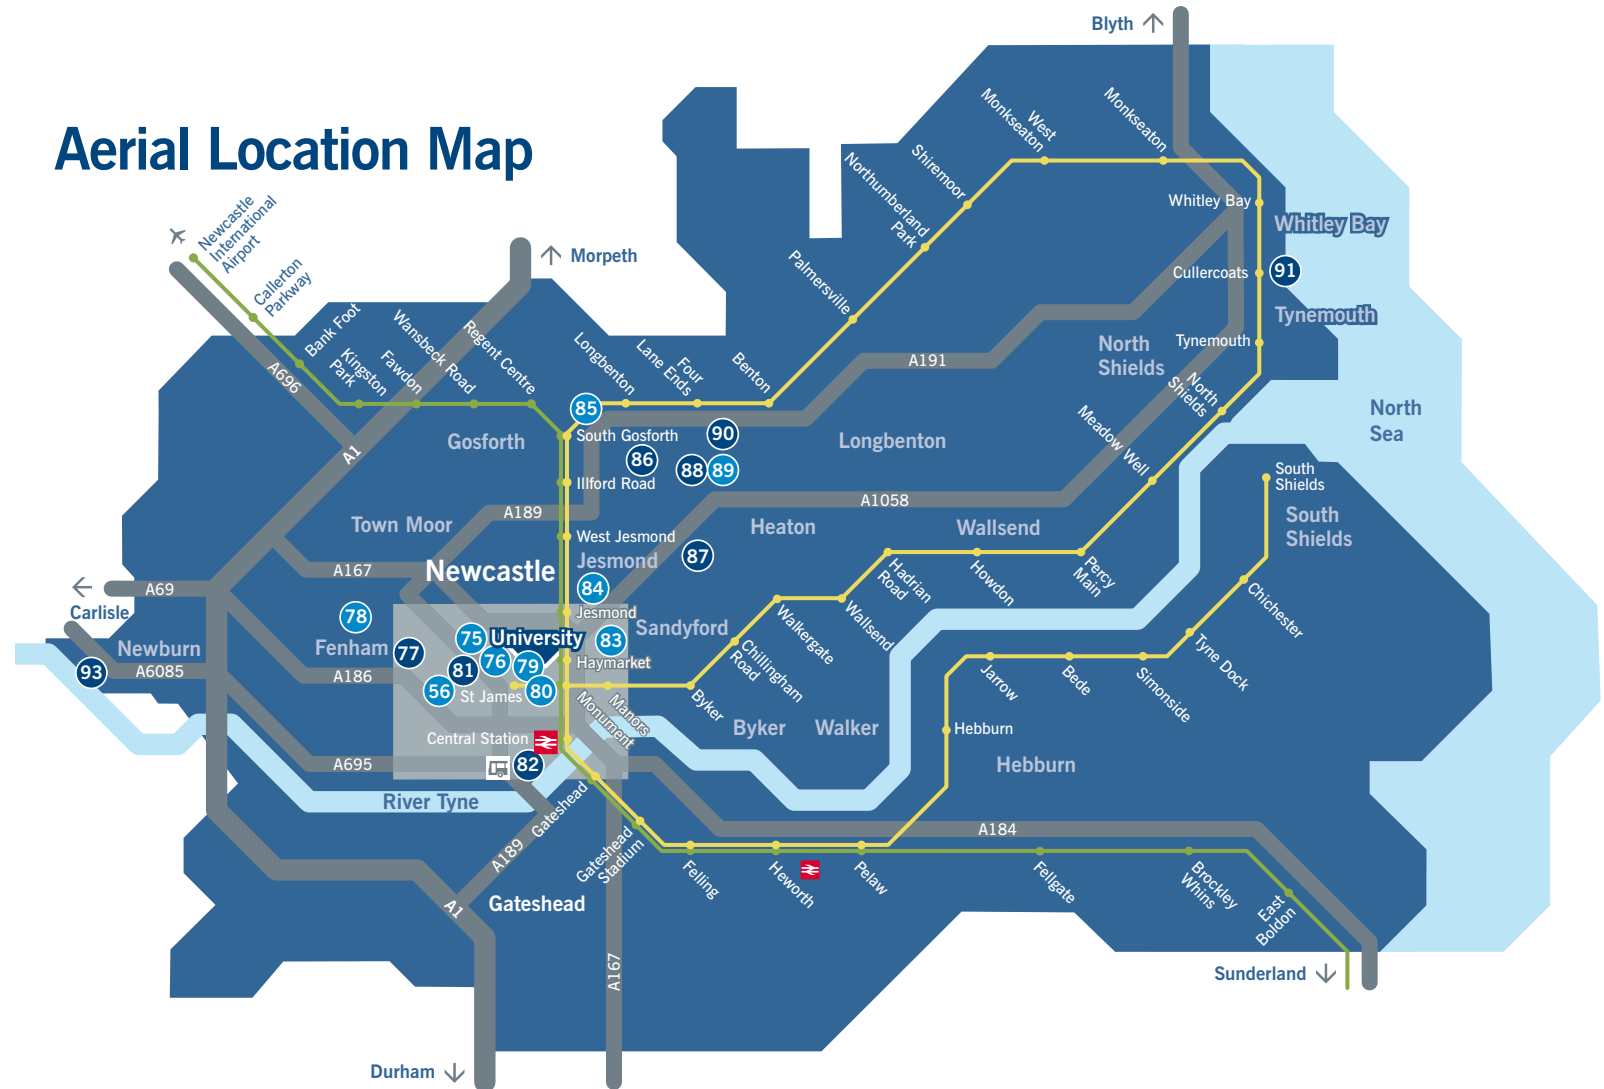 Blyth
Aerial Location Map
Monkseaton
West
Monkseaton
Shiremoor
Northumberland
Park
Palmersville
Whitley Bay
Whitley Bay
Cullercoats
91
Tynemouth
Tynemouth
Newcastle
International
Airport
Callerton
Parkway
Bank Foot
Kingston
Park
Fawdon
Wansbeck Road
Regent Centre
Morpeth
Longbenton
Four
Lane Ends
Benton
A696
A1
A191
North
Shields
North
Shields
Meadow Well
North
Sea
85
South Gosforth
Gosforth
86
90
88
89
Longbenton
Illford Road
A189
A1058
South
Shields
South
Shields
Town Moor
West Jesmond
Heaton
Wallsend
Newcastle
Jesmond
87
A167
A69
Carlisle
84
Jesmond
Hadrian
Road
Howdon
Percy
Main
Chichester
78
Newburn
Fenham
77
75
University
83
Sandyford
Walkergate
Wallsend
Tyne Dock
93
A6085
A186
81
76
79
Haymarket
Chillingham
Road
56
St James
80
Jarrow
Bede
Simonside
Monument
Manors
Byker
Byker
Walker
Hebburn
Hebburn
Central Station
82
A695
River Tyne
Gateshead
A184
A189
Gateshead
Stadium
Felling
Heworth
Pelaw
Fellgate
Brockley
Whins
East
Boldon
A1
Gateshead
A167
Sunderland
Durham